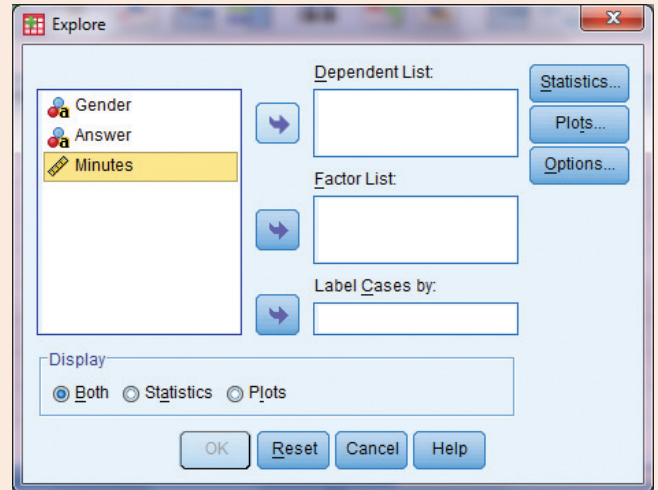 Explore
Gender
Answer
Minutes
Dependent List:
Factor List:
Label Cases by:
Statistics...
Plots...
Options...
Display
Both Statistics Plots
OK Reset Cancel Help